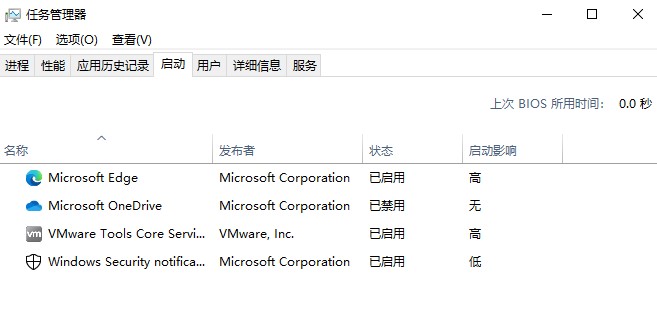 任务管理器
文件(F) 选项(O) 查看(V)
进程 性能 应用历史记录 启动 用户 详细信息 服务
上次 BIOS 所用时间： 0.0 秒
名称 发布者 状态 启动影响
Microsoft Edge Microsoft Corporation 已启用 高
Microsoft OneDrive Microsoft Corporation 已禁用 无
vm VMware Tools Core Servi... VMware, Inc. 已启用 高
Windows Security notifica... Microsoft Corporation 已启用 低